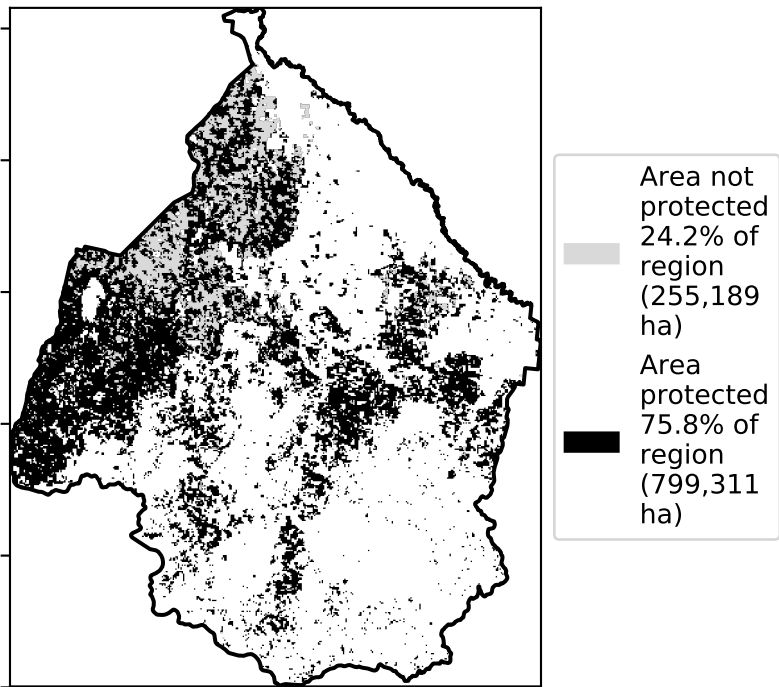 Area not
protected
24.2% of
region
(255,189
ha)
Area
protected
75.8% of
region
(799,311
ha)